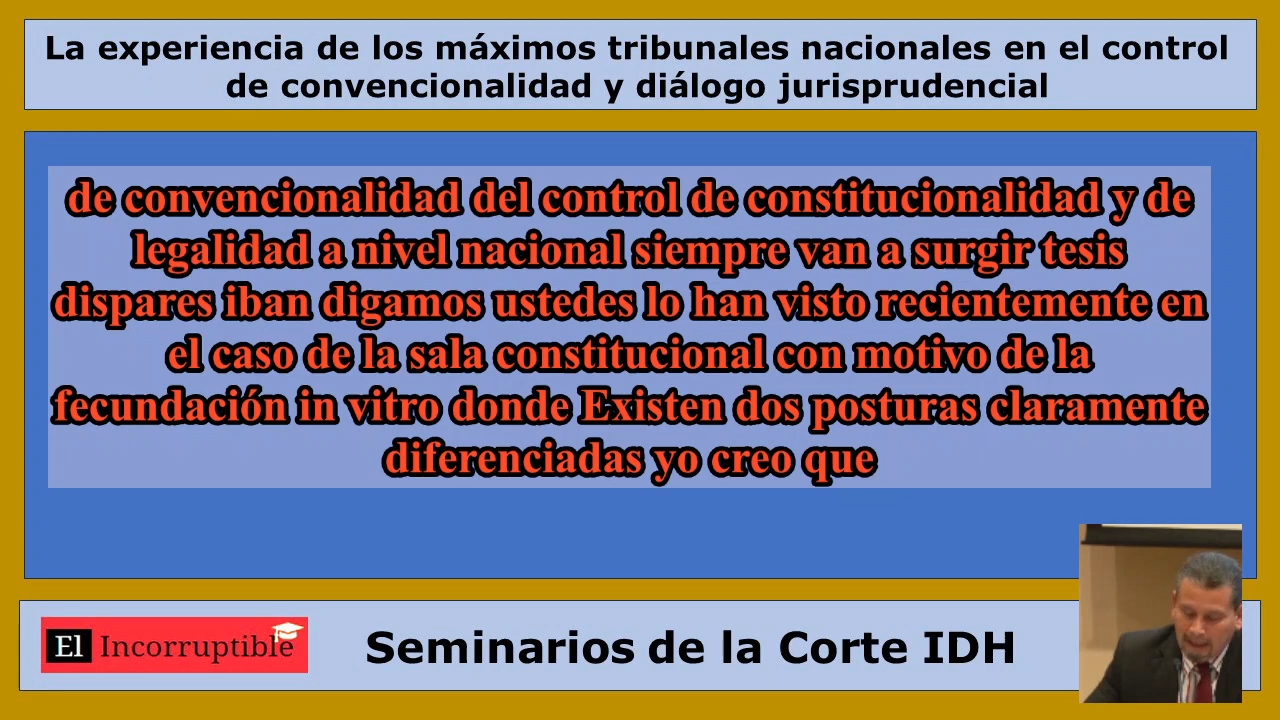 La experiencia de los máximos tribunales nacionales en el control
de convencionalidad y diálogo jurisprudencial
de convencionalidad del control de constitucionalidad y de
legalidad a nivel nacional siempre van a surgir tesis
dispares iban digamos ustedes lo han visto recientemente en
el caso de la sala constitucional con motivo de la
fecundación in vitro donde Existen dos posturas claramente
diferenciadas yo creo que
El Incorruptible
Seminarios de la Corte IDH